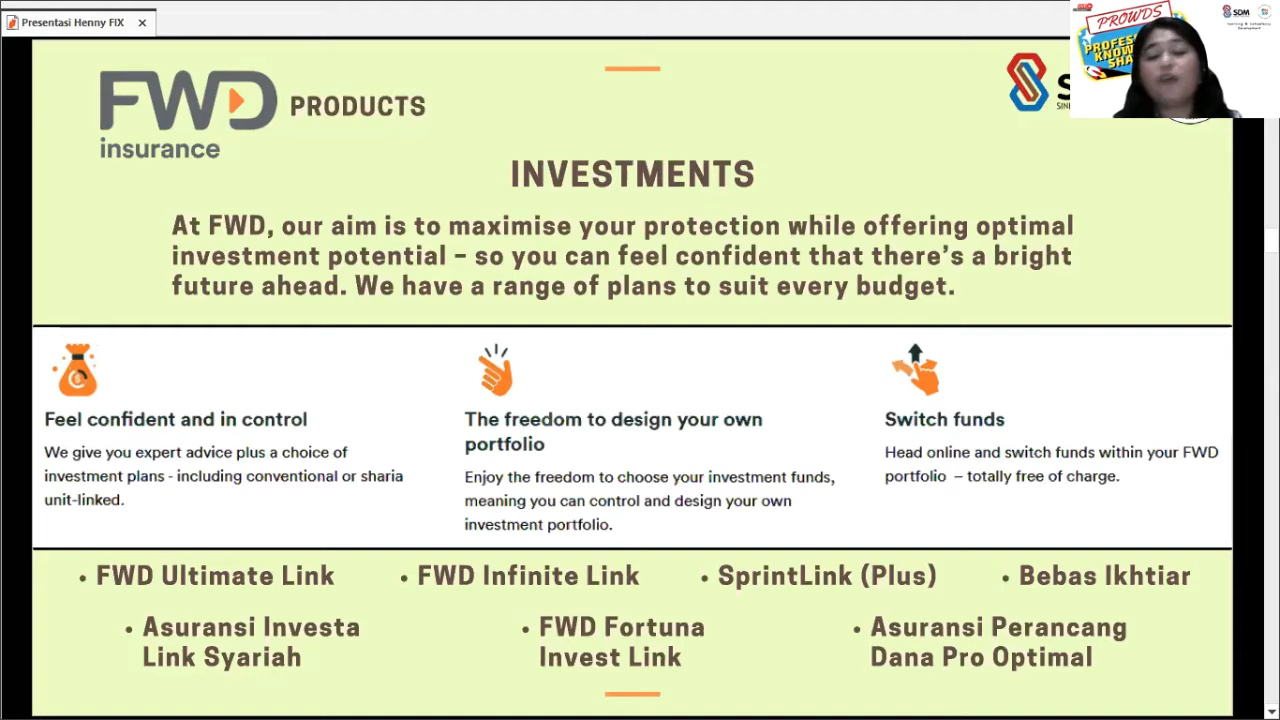 Presentasi Henny FIX
PROWDS
SDM
FWD
insurance
PRODUCTS
INVESTMENTS
At FWD, our aim is to maximise your protection while offering optimal
investment potential – so you can feel confident that there's a bright
future ahead. We have a range of plans to suit every budget.
Feel confident and in control
We give you expert advice plus a choice of
investment plans - including conventional or sharia
unit-linked.
The freedom to design your own
portfolio
Enjoy the freedom to choose your investment funds,
meaning you can control and design your own
investment portfolio.
Switch funds
Head online and switch funds within your FWD
portfolio – totally free of charge.
• FWD Ultimate Link
• FWD Infinite Link
• SprintLink (Plus)
• Bebas Ikhtiar
• Asuransi Investa
Link Syariah
• FWD Fortuna
Invest Link
• Asuransi Perancang
Dana Pro Optimal